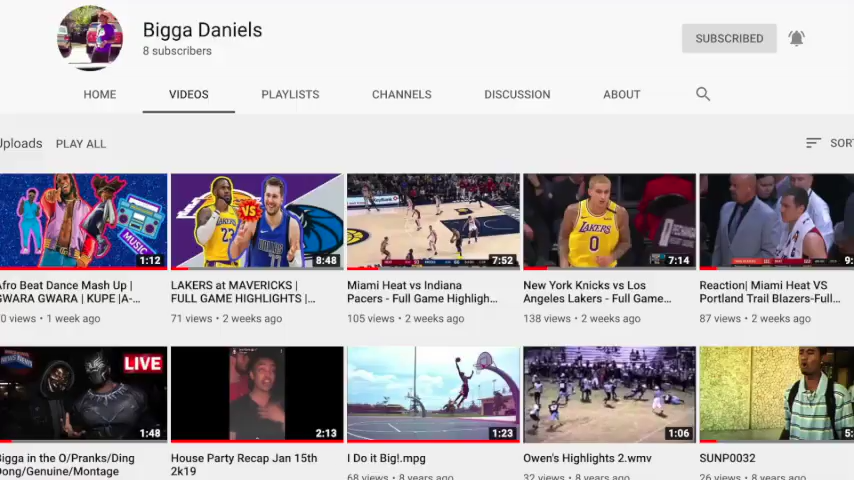 Bigga Daniels
8 subscribers
SUBSCRIBED
HOME VIDEOS PLAYLISTS CHANNELS DISCUSSION ABOUT
Uploads PLAY ALL SORT
VS
LAKERS
23
MUSIC
LAKERS
0
1:12 8:48 7:52 7:14 9:
Afro Beat Dance Mash Up |
GWARA GWARA | KUPE |A-...
70 views • 1 week ago
LAKERS at MAVERICKS |
FULL GAME HIGHLIGHTS |...
71 views • 2 weeks ago
Miami Heat vs Indiana
Pacers - Full Game Highligh...
105 views • 2 weeks ago
New York Knicks vs Los
Angeles Lakers - Full Game...
138 views • 2 weeks ago
Reaction| Miami Heat VS
Portland Trail Blazers-Full...
87 views • 2 weeks ago
LIVE
1:48 2:13 1:23 1:06 5:
Bigga in the O/Pranks/Ding
Dong/Genuine/Montage
House Party Recap Jan 15th
2k19
I Do it Big!.mpg
68 views • 8 years ago
Owen's Highlights 2.wmv
32 views • 8 years ago
SUNP0032
26 views • 8 years ago